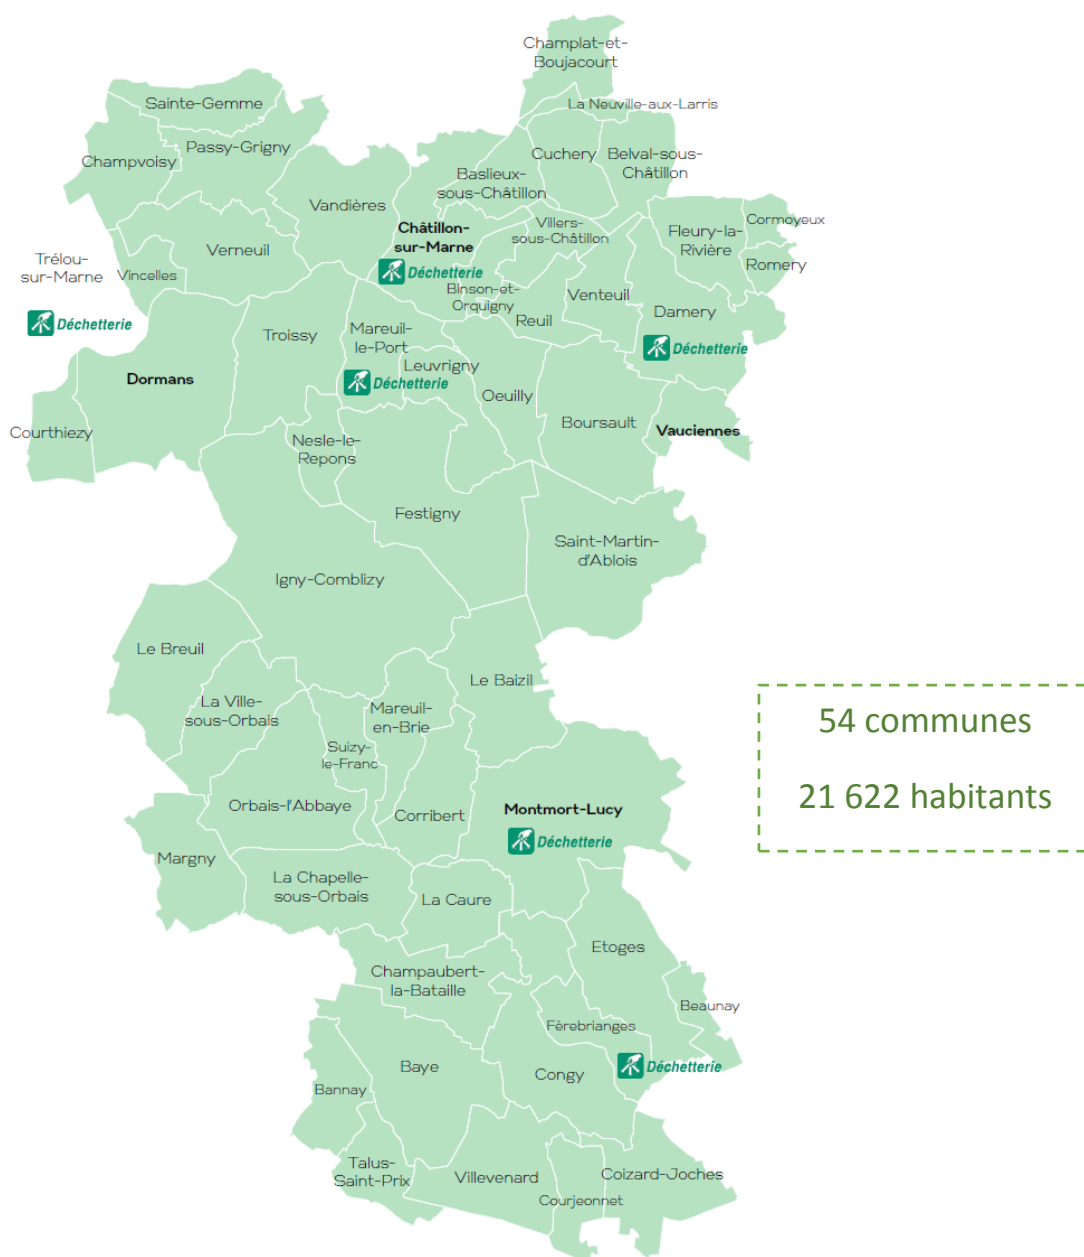 Champlat-et-
Boujacourt
Sainte-Gemme
La Neuville-aux-Larris
Passy-Grigny
Champvoisy
Cuchery
Belval-sous-
Châtillon
Baslieux-
sous-Châtillon
Vandières
Châtillon-
sur-Marne
Déchetterie
Villers-
sous-Châtillon
Fleury-la-
Rivière
Cormoyeux
Romery
Verneuil
Trélou-
sur-Marne
Vincelles
Déchetterie
Binson-et-
Orquigny
Reuil
Venteuil
Damery
Déchetterie
Troissy
Mareuil-
le-Port
Leuvrigny
Déchetterie
Oeuilly
Dormans
Courthiezy
Boursault
Vauciennes
Nesle-le-
Repons
Festigny
Saint-Martin-
d'Ablois
Igny-Comblizy
Le Breuil
Le Baizil
La Ville-
sous-Orbais
Mareuil-
en-Brie
Suizy-
le-Franc
54 communes
21 622 habitants
Orbais-l'Abbaye
Corribert
Montmort-Lucy
Déchetterie
Margny
La Chapelle-
sous-Orbais
La Caure
Etoges
Champaubert-
la-Bataille
Beaunay
Fèrebrianges
Déchetterie
Baye
Congy
Bannay
Talus-
Saint-Prix
Villevenard
Coizard-Joches
Courjeonnet